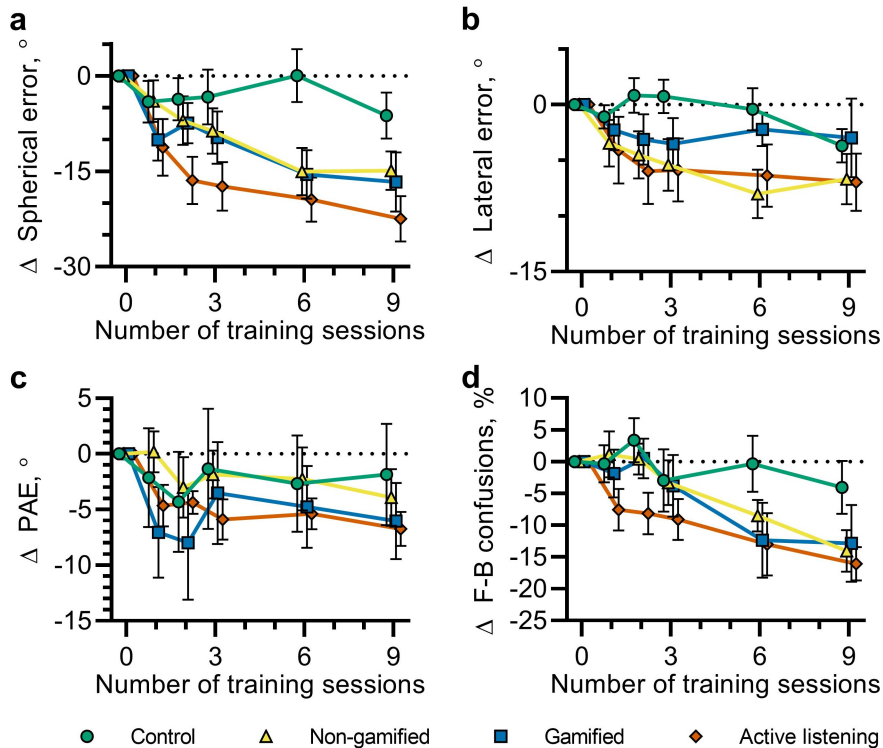 a
Δ Spherical error, °
0
-15
-30
0 3 6 9
Number of training sessions
b
Δ Lateral error, °
0
-15
0 3 6 9
Number of training sessions
c
Δ PAE, °
5
0
-5
-10
-15
0 3 6 9
Number of training sessions
d
Δ F-B confusions, %
10
5
0
-5
-10
-15
-20
-25
0 3 6 9
Number of training sessions
Control Non-gamified Gamified Active listening